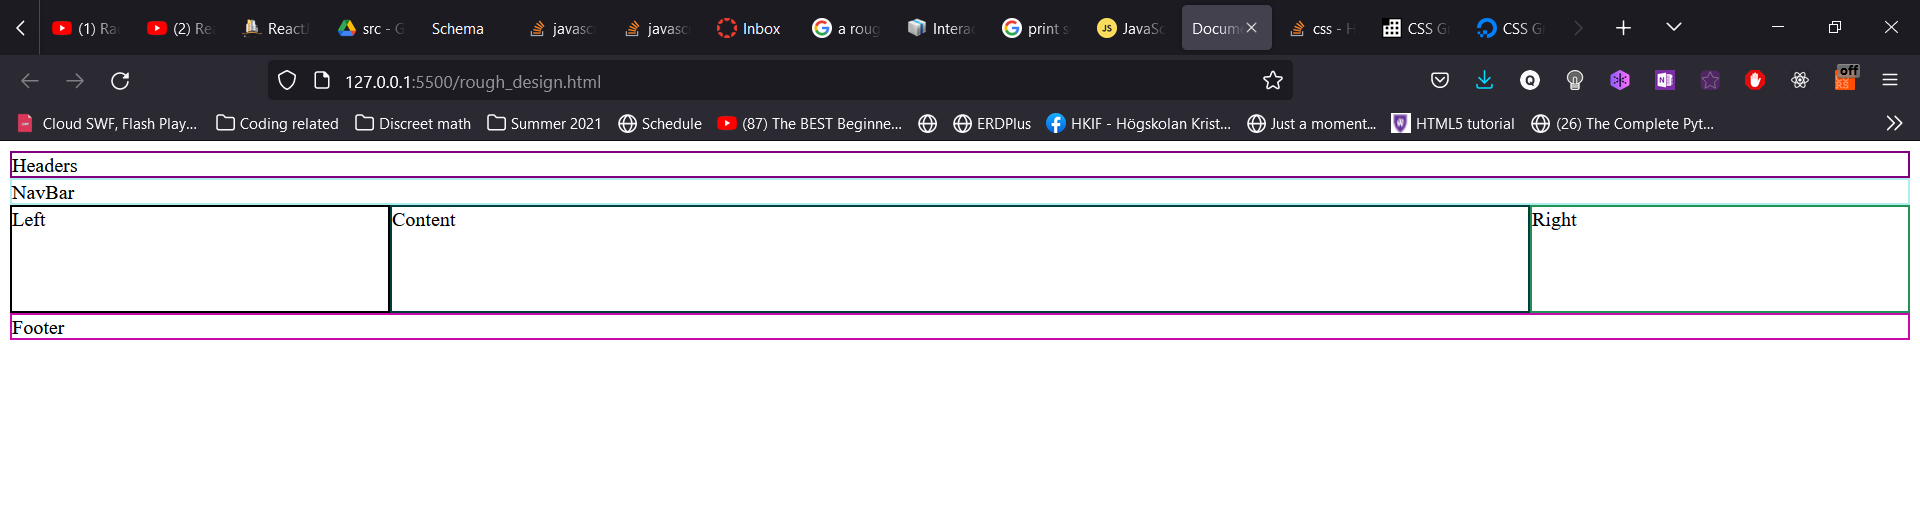 (1) Ra (2) Re ReactJ src - G Schema javasc javasc Inbox a roug Interac print s JS JavaSc Docum css - H CSS G CSS G
127.0.0.1:5500/rough_design.html Q N off
Cloud SWF, Flash Play... Coding related Discreet math Summer 2021 Schedule (87) The BEST Beginne... ERDPlus HKIF - Högskolan Krist... Just a moment... HTML5 tutorial (26) The Complete Pyt...
Headers
NavBar
Left Content Right
Footer